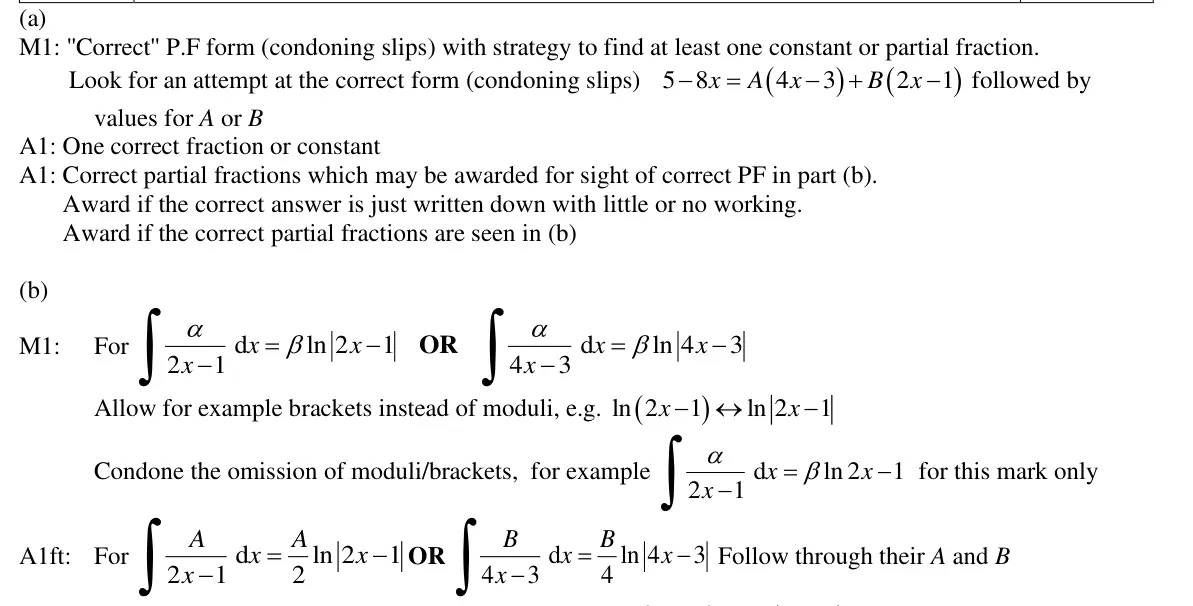 (a)
M1: "Correct" P.F form (condoning slips) with strategy to find at least one constant or partial fraction.
Look for an attempt at the correct form (condoning slips) 5−8x = A(4x−3)+B(2x−1) followed by
values for A or B
A1: One correct fraction or constant
A1: Correct partial fractions which may be awarded for sight of correct PF in part (b).
Award if the correct answer is just written down with little or no working.
Award if the correct partial fractions are seen in (b)
(b)
M1: For ∫ α/(2x−1) dx = β ln|2x−1| OR ∫ α/(4x−3) dx = β ln|4x−3|
Allow for example brackets instead of moduli, e.g. ln(2x−1)↔ln|2x−1|
Condone the omission of moduli/brackets, for example ∫ α/(2x−1) dx = β ln 2x−1 for this mark only
A1ft: For ∫ A/(2x−1) dx = A/2 ln|2x−1| OR ∫ B/(4x−3) dx = B/4 ln|4x−3| Follow through their A and B